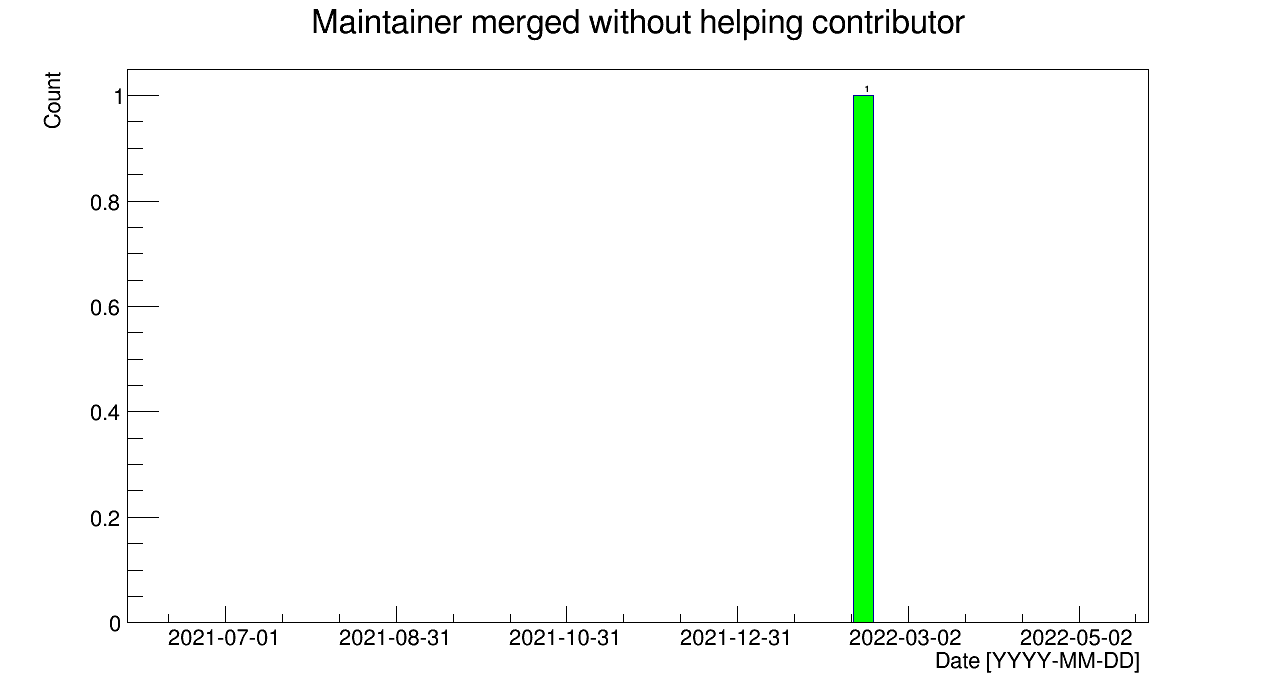 Maintainer merged without helping contributor
Count
1
1
0.8
0.6
0.4
0.2
0
2021-07-01 2021-08-31 2021-10-31 2021-12-31 2022-03-02 2022-05-02
Date [YYYY-MM-DD]